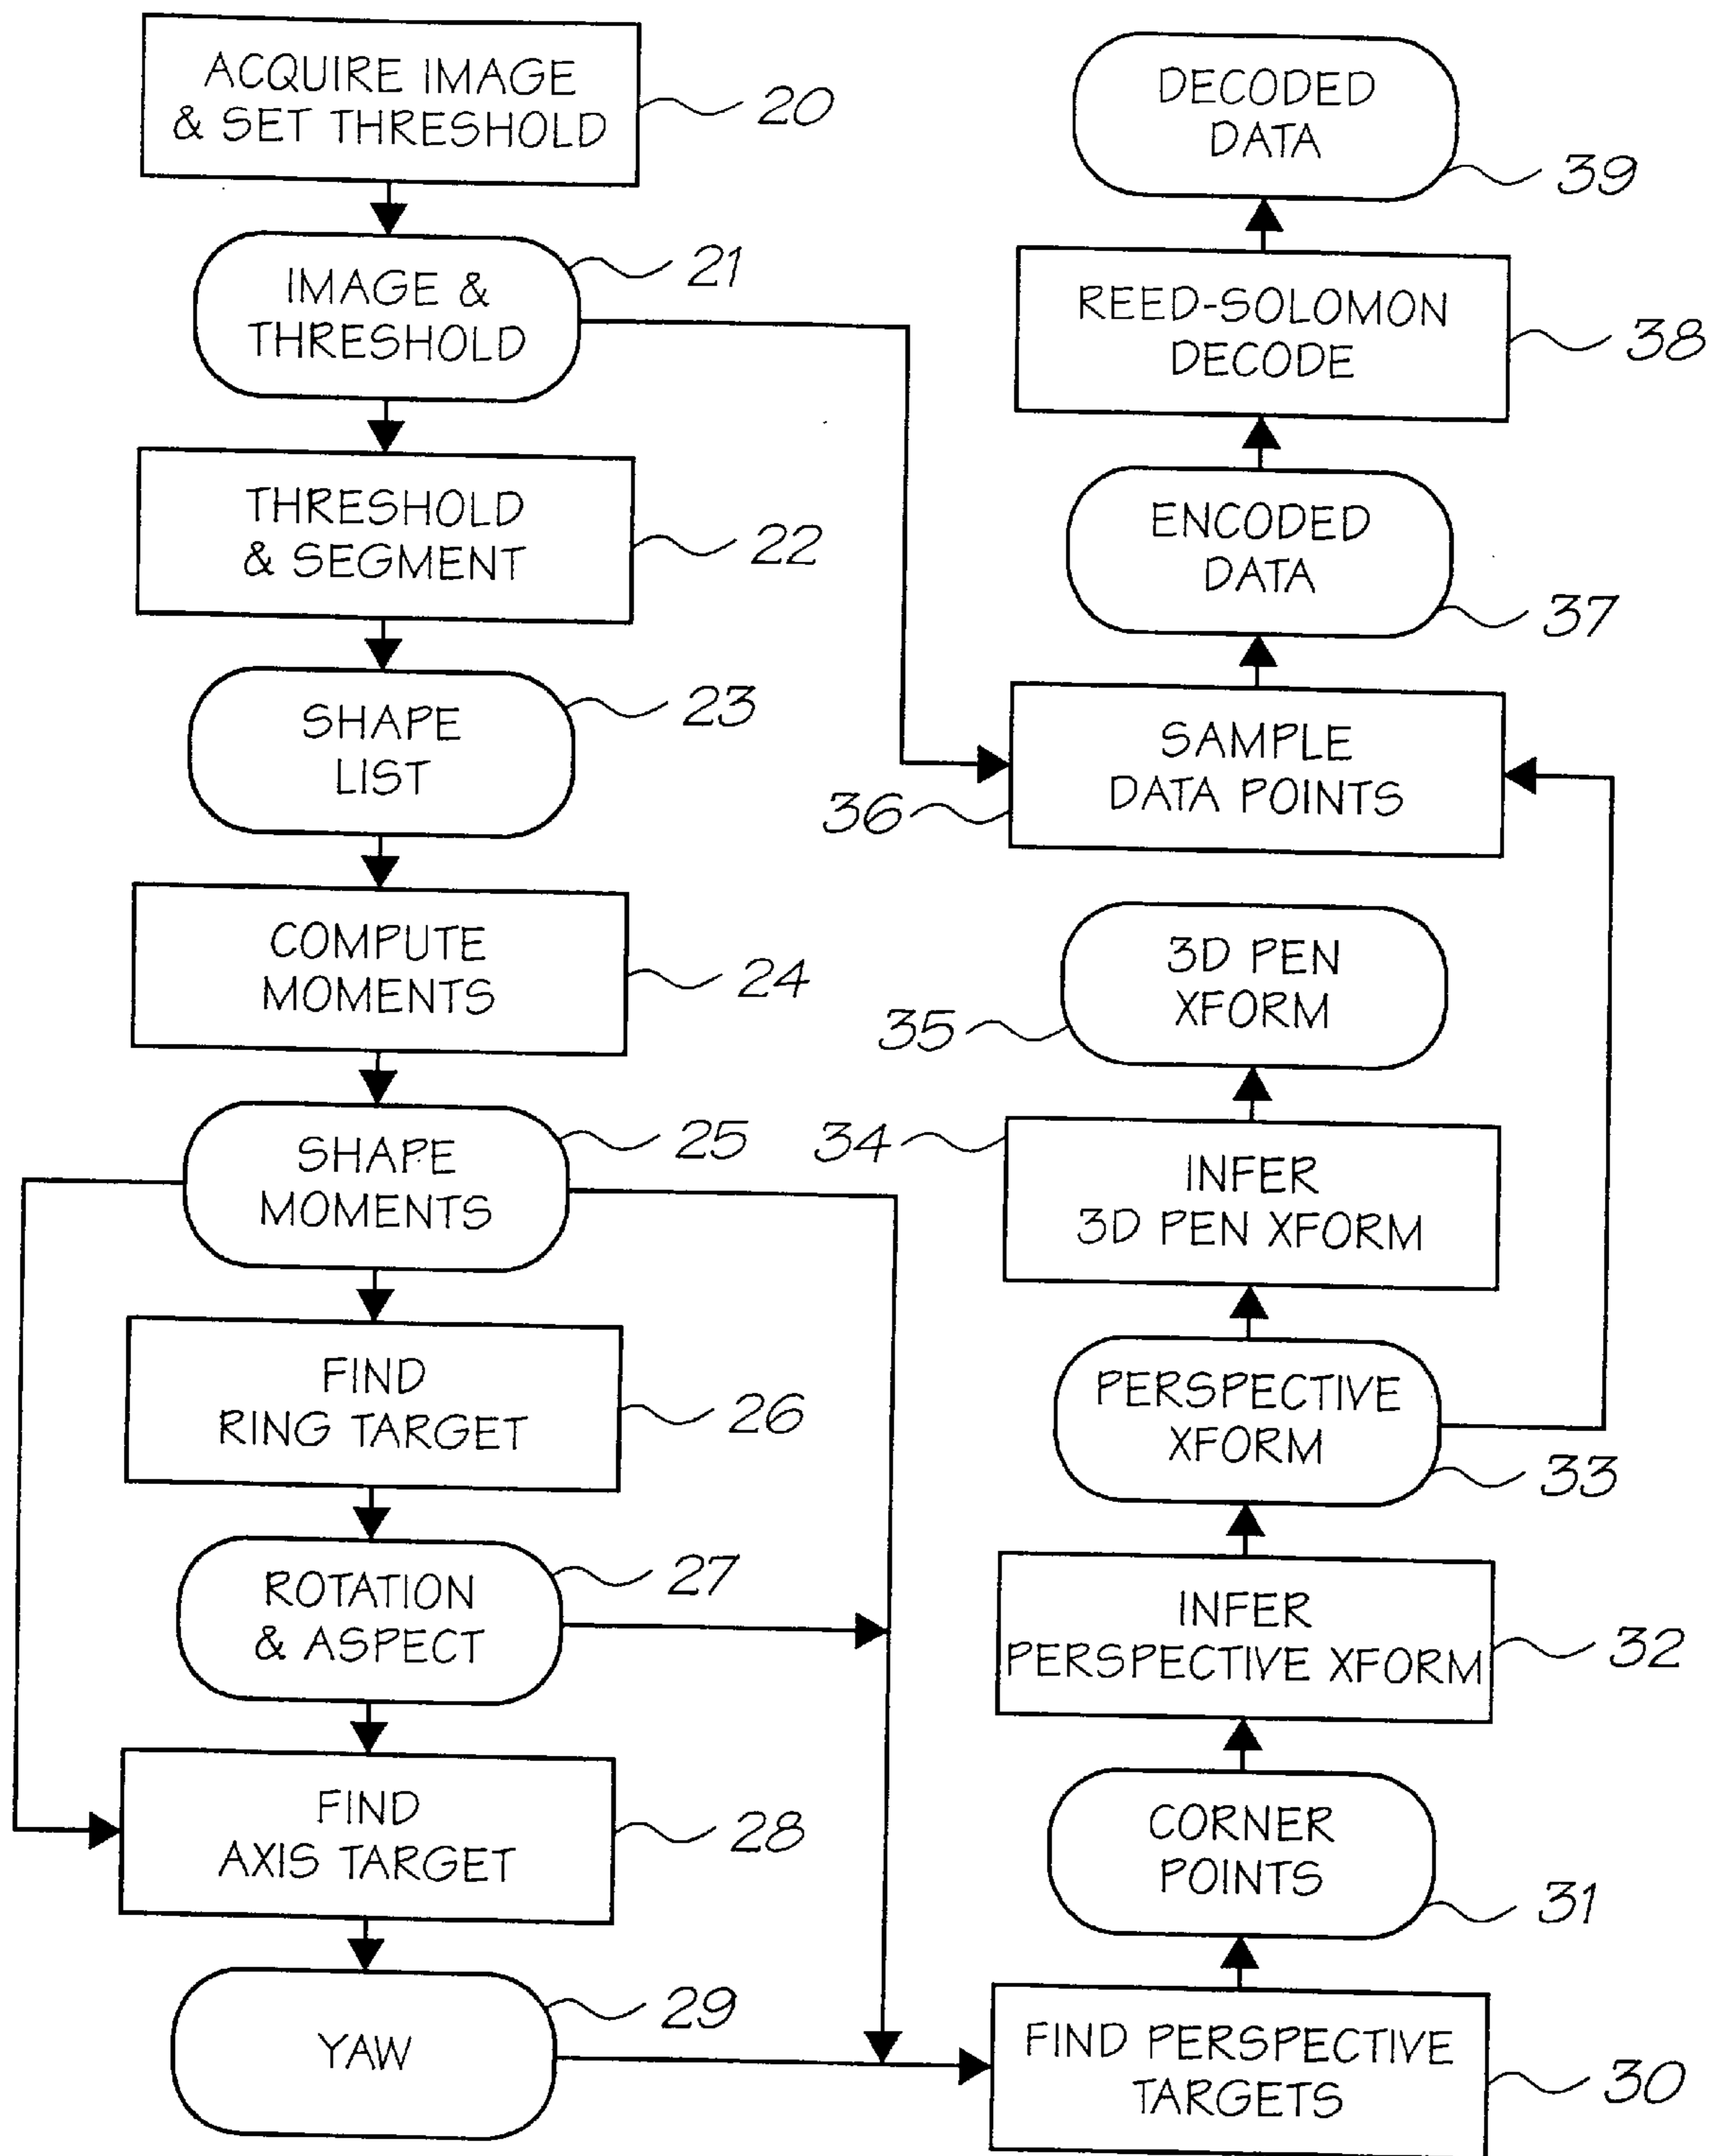 ACQUIRE IMAGE
& SET THRESHOLD
20
IMAGE &
THRESHOLD
21
THRESHOLD
& SEGMENT
22
SHAPE
LIST
23
COMPUTE
MOMENTS
24
SHAPE
MOMENTS
25
FIND
RING TARGET
26
ROTATION
& ASPECT
27
FIND
AXIS TARGET
28
YAW
29
FIND PERSPECTIVE
TARGETS
30
CORNER
POINTS
31
INFER
PERSPECTIVE XFORM
32
PERSPECTIVE
XFORM
33
INFER
3D PEN XFORM
34
3D PEN
XFORM
35
SAMPLE
DATA POINTS
36
ENCODED
DATA
37
REED-SOLOMON
DECODE
38
DECODED
DATA
39